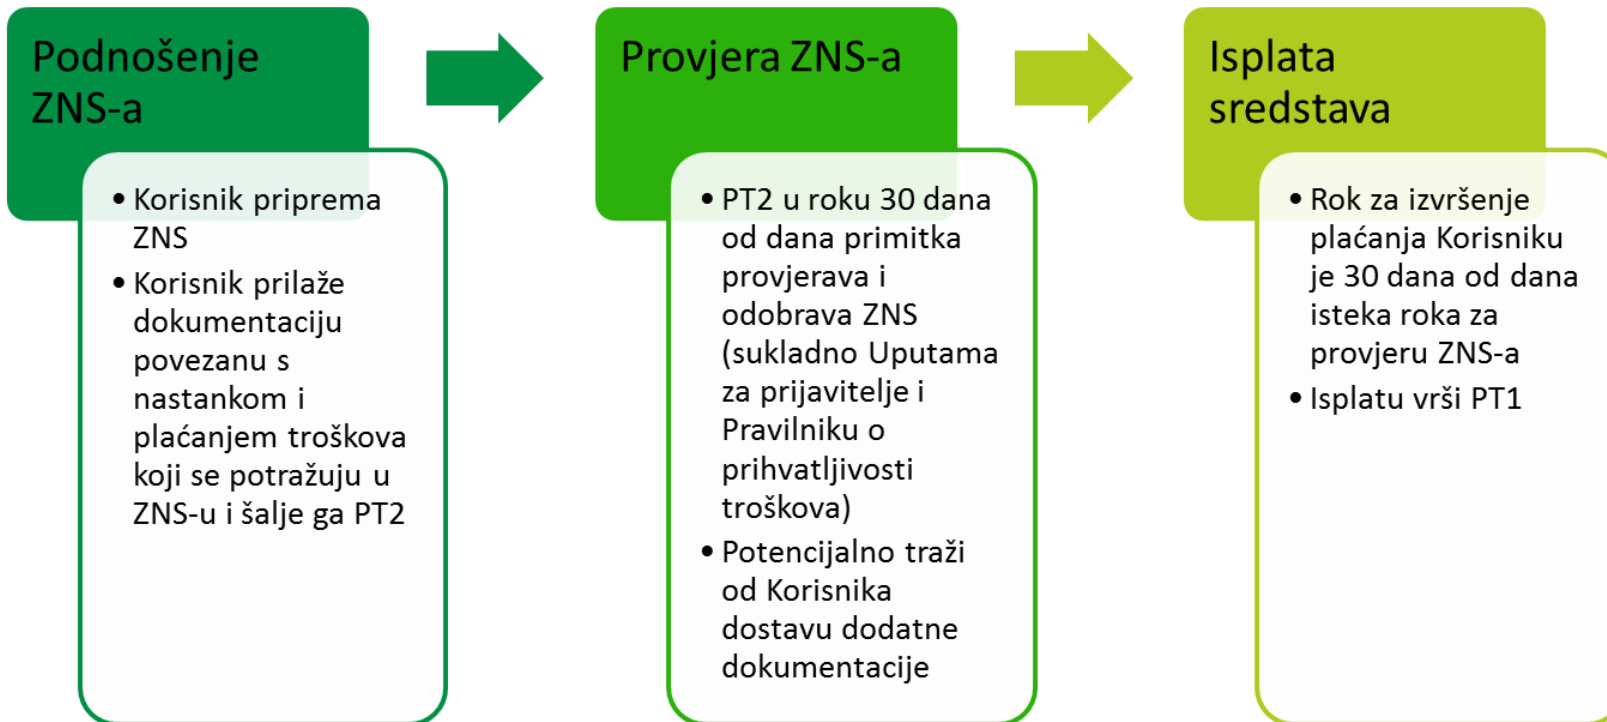 Podnošenje
ZNS-a
• Korisnik priprema
ZNS
• Korisnik prilaže
dokumentaciju
povezanu s
nastankom i
plaćanjem troškova
koji se potražuju u
ZNS-u i šalje ga PT2
Provjera ZNS-a
• PT2 u roku 30 dana
od dana primitka
provjerava i
odobrava ZNS
(sukladno Uputama
za prijavitelje i
Pravilniku o
prihvatljivosti
troškova)
• Potencijalno traži
od Korisnika
dostavu dodatne
dokumentacije
Isplata
sredstava
• Rok za izvršenje
plaćanja Korisniku
je 30 dana od dana
isteka roka za
provjeru ZNS-a
• Isplatu vrši PT1